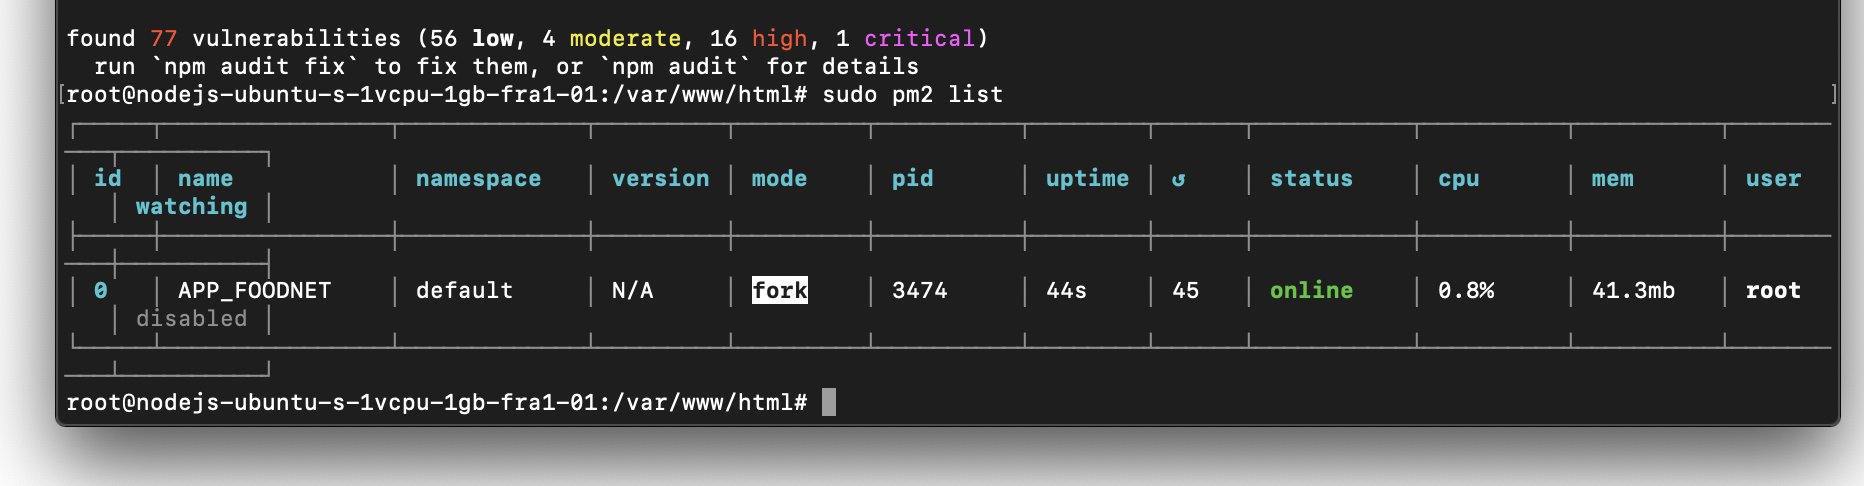 found 77 vulnerabilities (56 low, 4 moderate, 16 high, 1 critical)
run `npm audit fix` to fix them, or `npm audit` for details
[root@nodejs-ubuntu-s-1vcpu-1gb-fra1-01:/var/www/html# sudo pm2 list ]
│ id │ name │ namespace │ version │ mode │ pid │ uptime │ ↺ │ status │ cpu │ mem │ user
│ watching │
│ 0 │ APP_FOODNET │ default │ N/A │ fork │ 3474 │ 44s │ 45 │ online │ 0.8% │ 41.3mb │ root
│ disabled │
root@nodejs-ubuntu-s-1vcpu-1gb-fra1-01:/var/www/html#